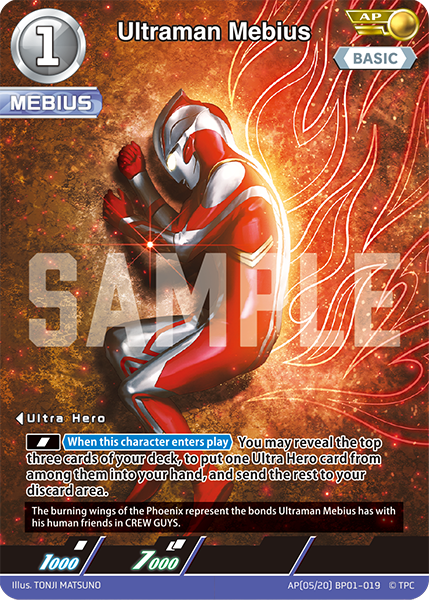 1
Ultraman Mebius
AP
BASIC
MEBIUS
SAMPLE
Ultra Hero
When this character enters play You may reveal the top
three cards of your deck, to put one Ultra Hero card from
among them into your hand, and send the rest to your
discard area.
The burning wings of the Phoenix represent the bonds Ultraman Mebius has with
his human friends in CREW GUYS.
1000 7000
Illus. TONJI MATSUNO AP[05/20] BP01-019 © TPC